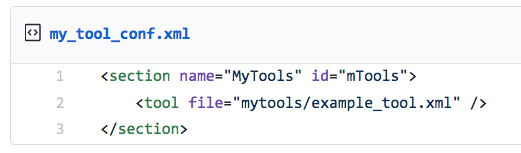 my_tool_conf.xml
1 <section name="MyTools" id="mTools">
2 <tool file="mytools/example_tool.xml" />
3 </section>